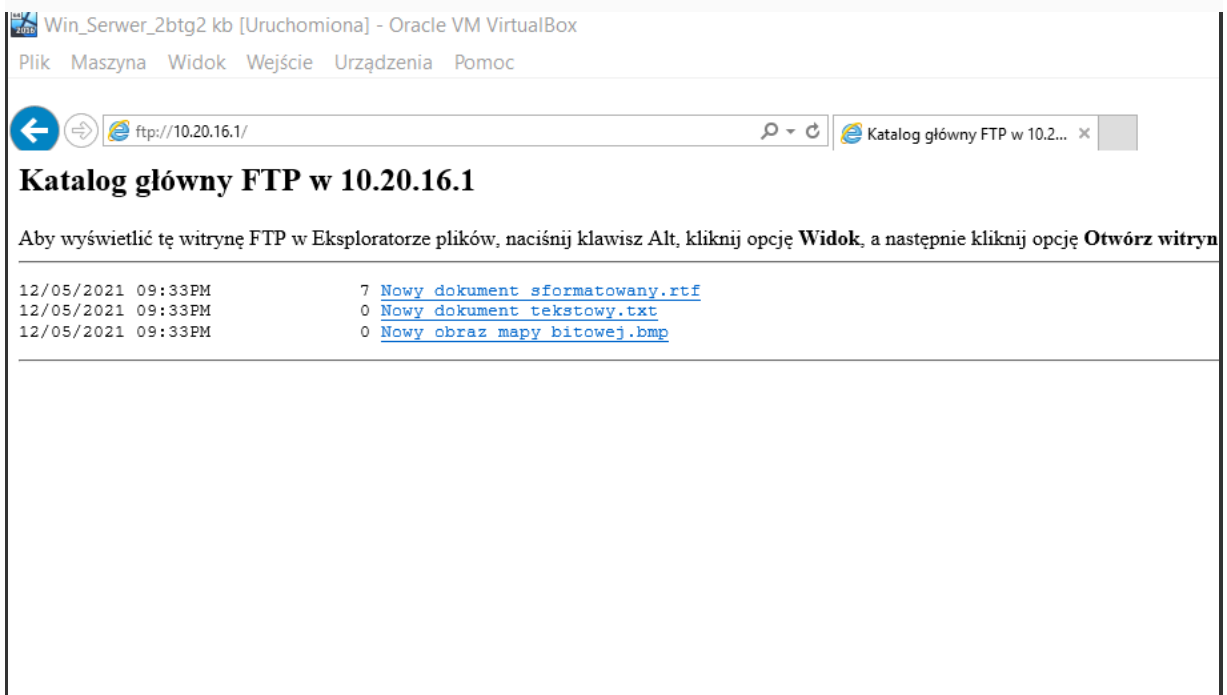 Win_Serwer_2btg2 kb [Uruchomiona] - Oracle VM VirtualBox
Plik Maszyna Widok Wejście Urządzenia Pomoc
ftp://10.20.16.1/
Katalog główny FTP w 10.2...
Katalog główny FTP w 10.20.16.1
Aby wyświetlić tę witrynę FTP w Eksploratorze plików, naciśnij klawisz Alt, kliknij opcję Widok, a następnie kliknij opcję Otwórz witryn
12/05/2021 09:33PM 7 Nowy dokument sformatowany.rtf
12/05/2021 09:33PM 0 Nowy dokument tekstowy.txt
12/05/2021 09:33PM 0 Nowy obraz mapy bitowej.bmp